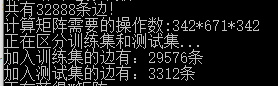 共有32888条边!
计算矩阵需要的操作数:342*671*342
正在区分训练集和测试集...
加入训练集的边有：29576条
加入测试集的边有：3312条